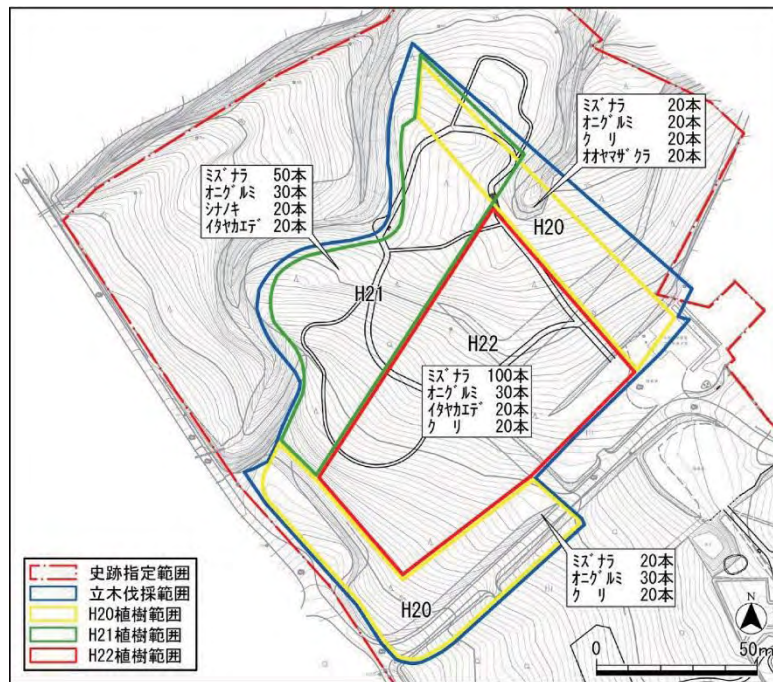 ミズナラ 20本
オニグルミ 20本
ク リ 20本
オオヤマザクラ 20本
ミズナラ 50本
オニグルミ 30本
シナノキ 20本
イタヤカエデ 20本
H20
H21
H22
ミズナラ 100本
オニグルミ 30本
イタヤカエデ 20本
ク リ 20本
ミズナラ 20本
オニグルミ 30本
ク リ 20本
H20
史跡指定範囲
立木伐採範囲
H20植樹範囲
H21植樹範囲
H22植樹範囲
N
0 50m